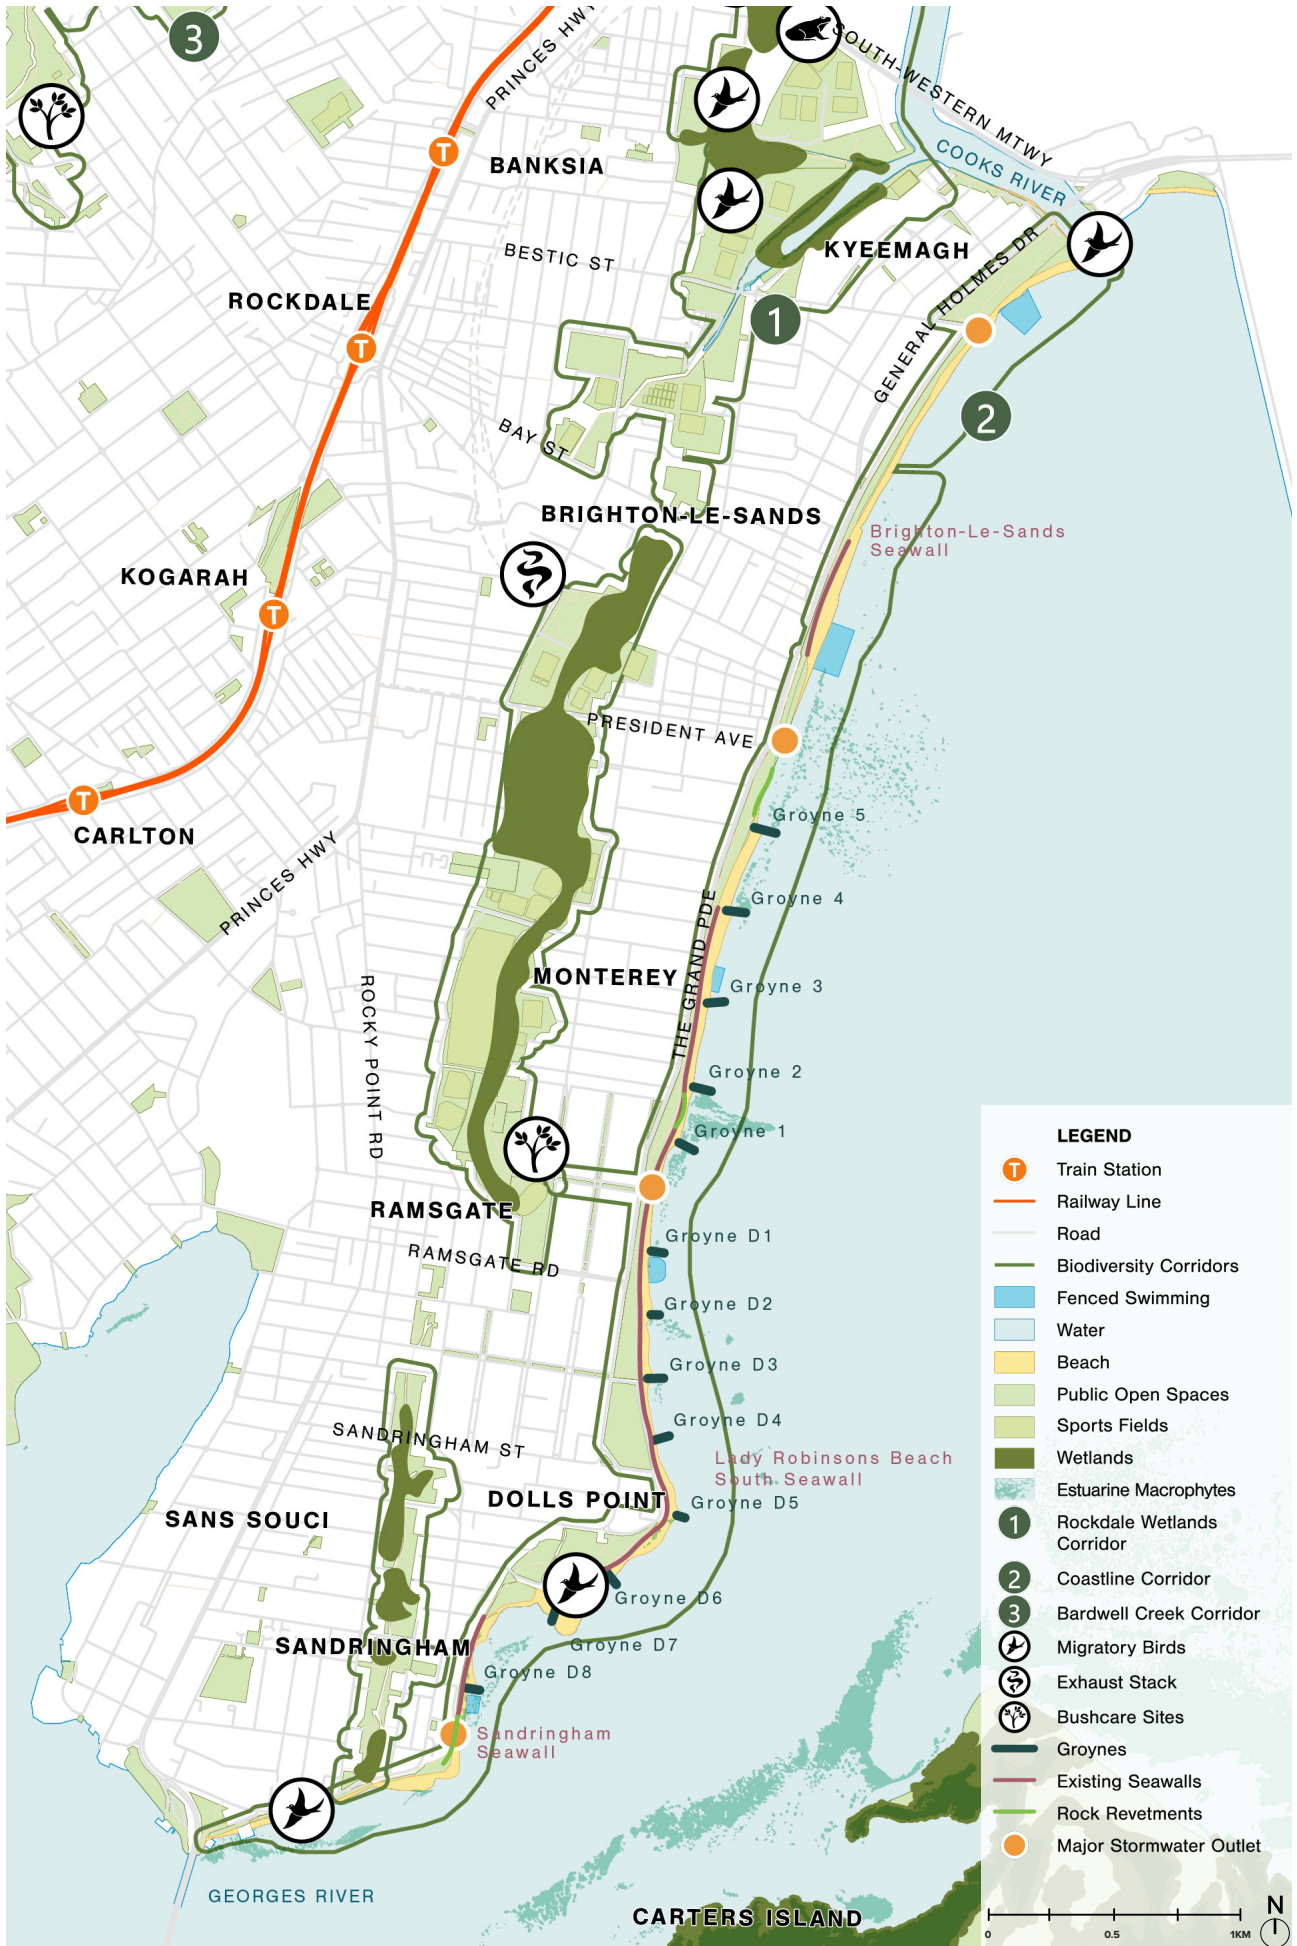 3
PRINCES HWY
SOUTH-WESTERN MTWY
T
BANKSIA
COOKS RIVER
BESTIC ST
KYEEMAGH
GENERAL HOLMES DR
ROCKDALE
1
T
2
BAY ST
BRIGHTON-LE-SANDS
Brighton-Le-Sands
Seawall
KOGARAH
T
PRESIDENT AVE
T
CARLTON
Groyne 5
PRINCES HWY
Groyne 4
THE GRAND PDE
MONTEREY
Groyne 3
ROCKY POINT RD
Groyne 2
Groyne 1
RAMSGATE
Groyne D1
RAMSGATE RD
Groyne D2
Groyne D3
Groyne D4
SANDRINGHAM ST
Lady Robinsons Beach
South Seawall
DOLLS POINT
Groyne D5
SANS SOUCI
Groyne D6
SANDRINGHAM
Groyne D7
Groyne D8
Sandringham
Seawall
GEORGES RIVER
CARTERS ISLAND
LEGEND
T Train Station
Railway Line
Road
Biodiversity Corridors
Fenced Swimming
Water
Beach
Public Open Spaces
Sports Fields
Wetlands
Estuarine Macrophytes
1 Rockdale Wetlands
Corridor
2 Coastline Corridor
3 Bardwell Creek Corridor
Migratory Birds
Exhaust Stack
Bushcare Sites
Groynes
Existing Seawalls
Rock Revetments
Major Stormwater Outlet
N
0 0.5 1KM